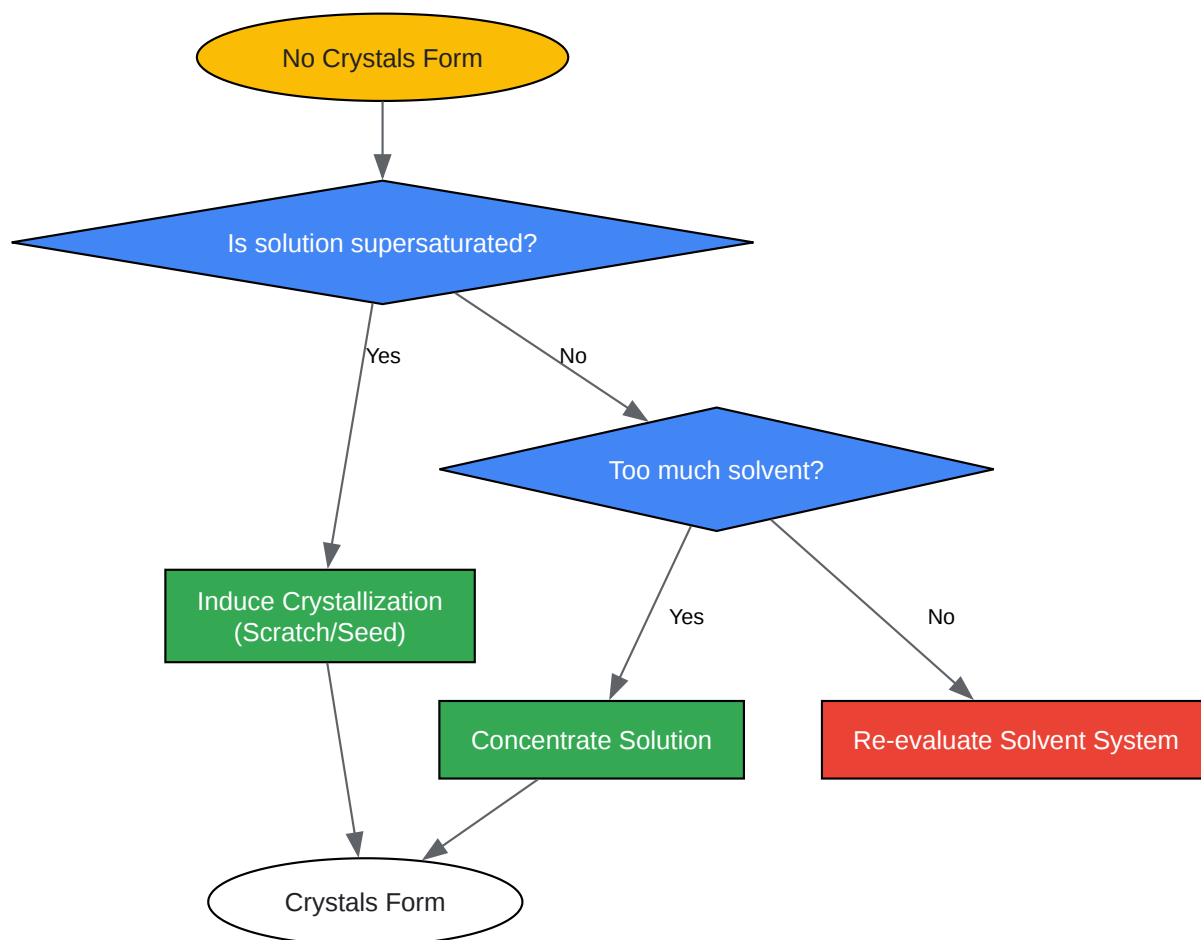 No Crystals Form
Is solution supersaturated?
Yes
No
Too much solvent?
Induce Crystallization
(Scratch/Seed)
Yes
No
Concentrate Solution
Re-evaluate Solvent System
Crystals Form